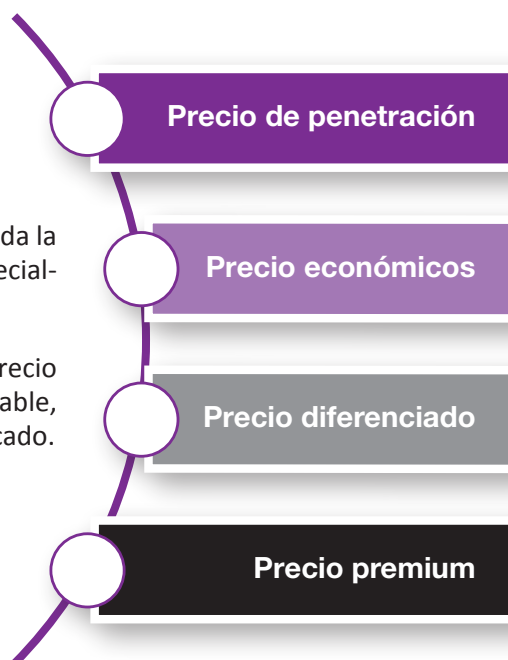 Precio de penetración
da la
ecial-
Precio económicos
recio
able,
cado.
Precio diferenciado
Precio premium